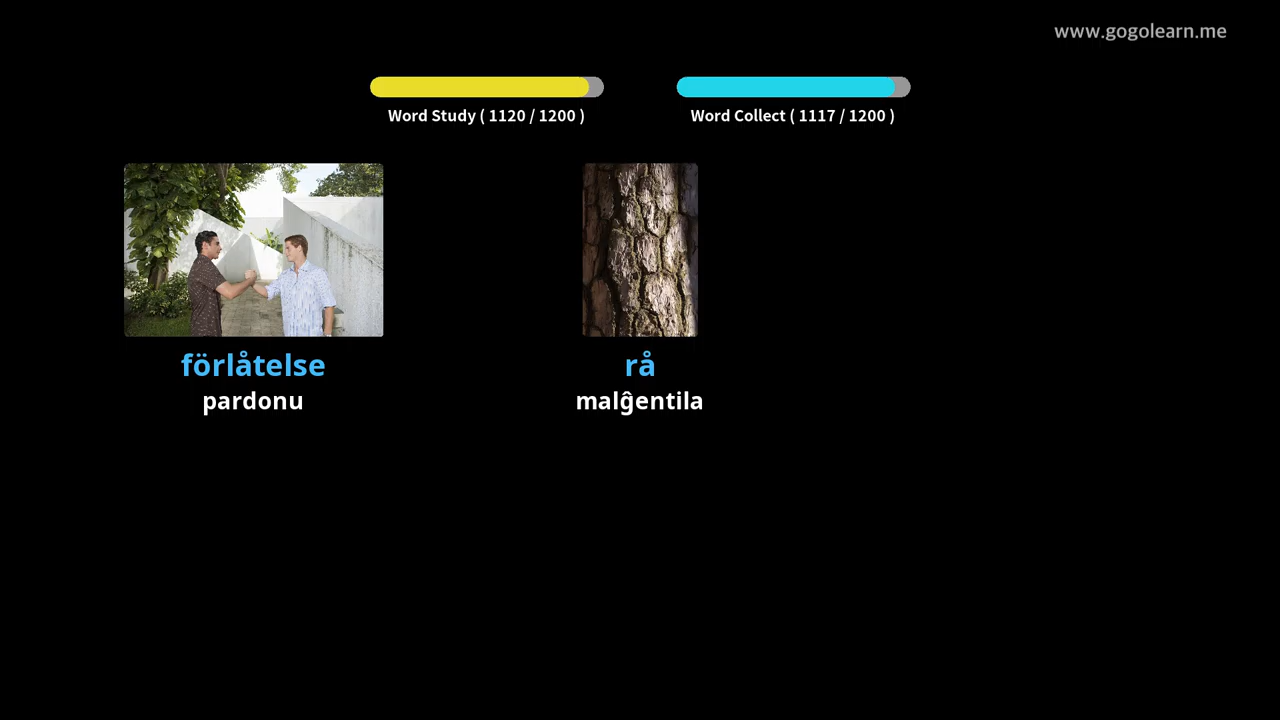 www.gogolearn.me
Word Study ( 1120 / 1200 )
Word Collect ( 1117 / 1200 )
förlåtelse
pardonu
rå
malĝentila